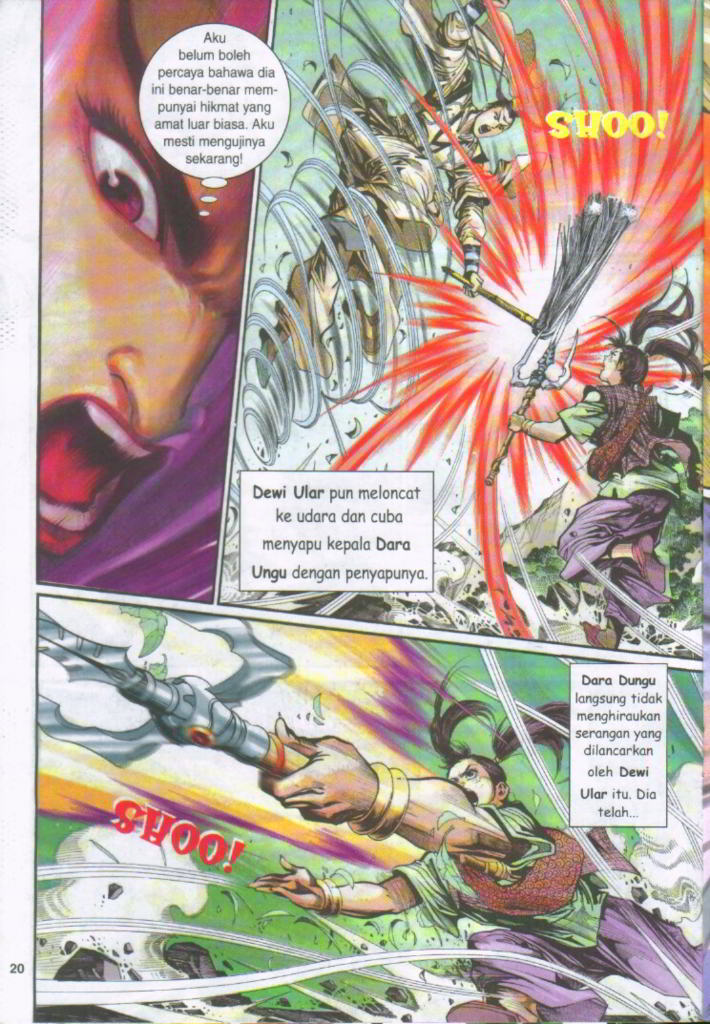 Aku
belum boleh
percaya bahawa dia
ini benar-benar mem-
punyai hikmat yang
amat luar biasa. Aku
mesti mengujinya
sekarang!
SHOO!
Dewi Ular pun meloncat
ke udara dan cuba
menyapu kepala Dara
Ungu dengan penyapunya.
Dara Dungu
langsung tidak
menghiraukan
serangan yang
dilancarkan
oleh Dewi
Ular itu. Dia
telah...
SHOO!
20